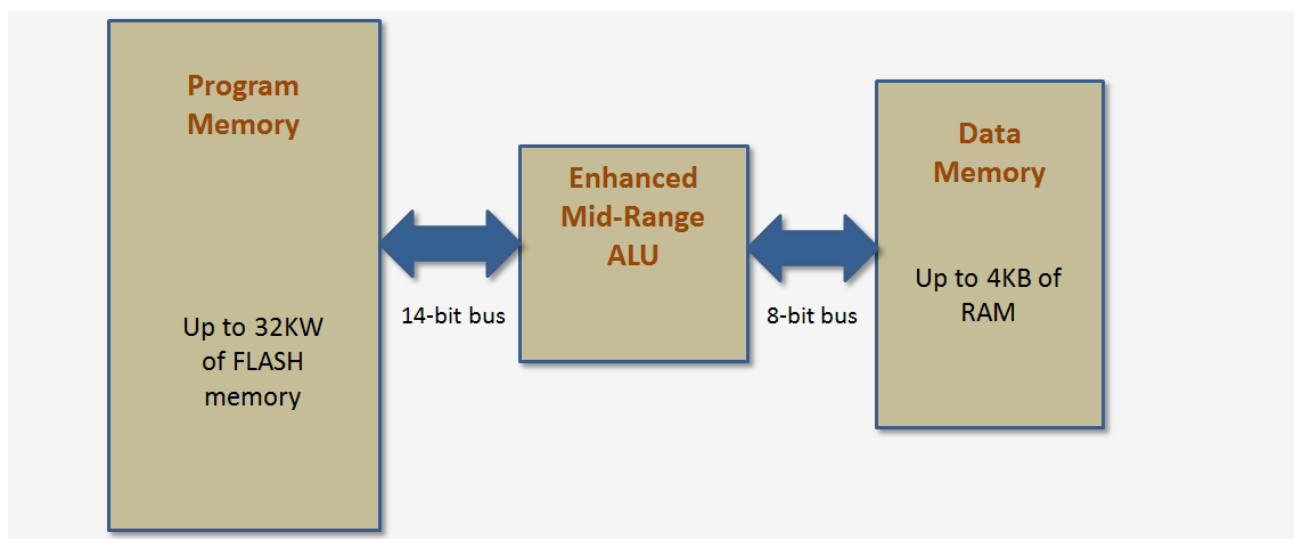 Program
Memory
Up to 32KW
of FLASH
memory
14-bit bus
Enhanced
Mid-Range
ALU
8-bit bus
Data
Memory
Up to 4KB of
RAM